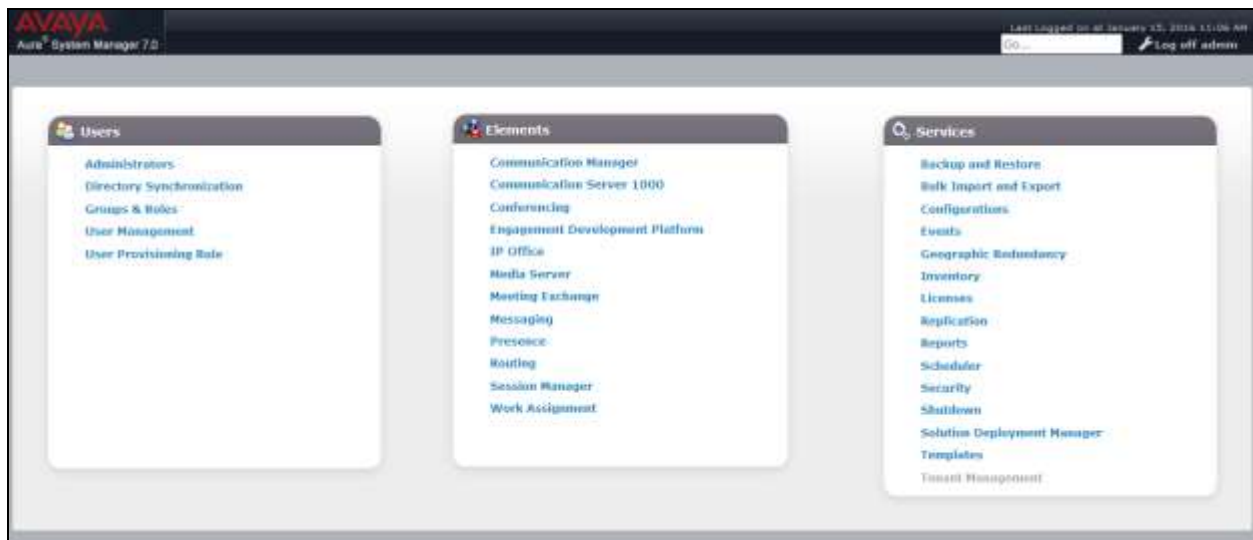 AVAYA
Aura® System Manager 7.0
Last Logged on at January 15, 2016 11:06 AM
Go...
Log off admin
Users
Administrators
Directory Synchronization
Groups & Roles
User Management
User Provisioning Rule
Elements
Communication Manager
Communication Server 1000
Conferencing
Engagement Development Platform
IP Office
Media Server
Meeting Exchange
Messaging
Presence
Routing
Session Manager
Work Assignment
Services
Backup and Restore
Bulk Import and Export
Configurations
Events
Geographic Redundancy
Inventory
Licenses
Replication
Reports
Scheduler
Security
Shutdown
Solution Deployment Manager
Templates
Tenant Management